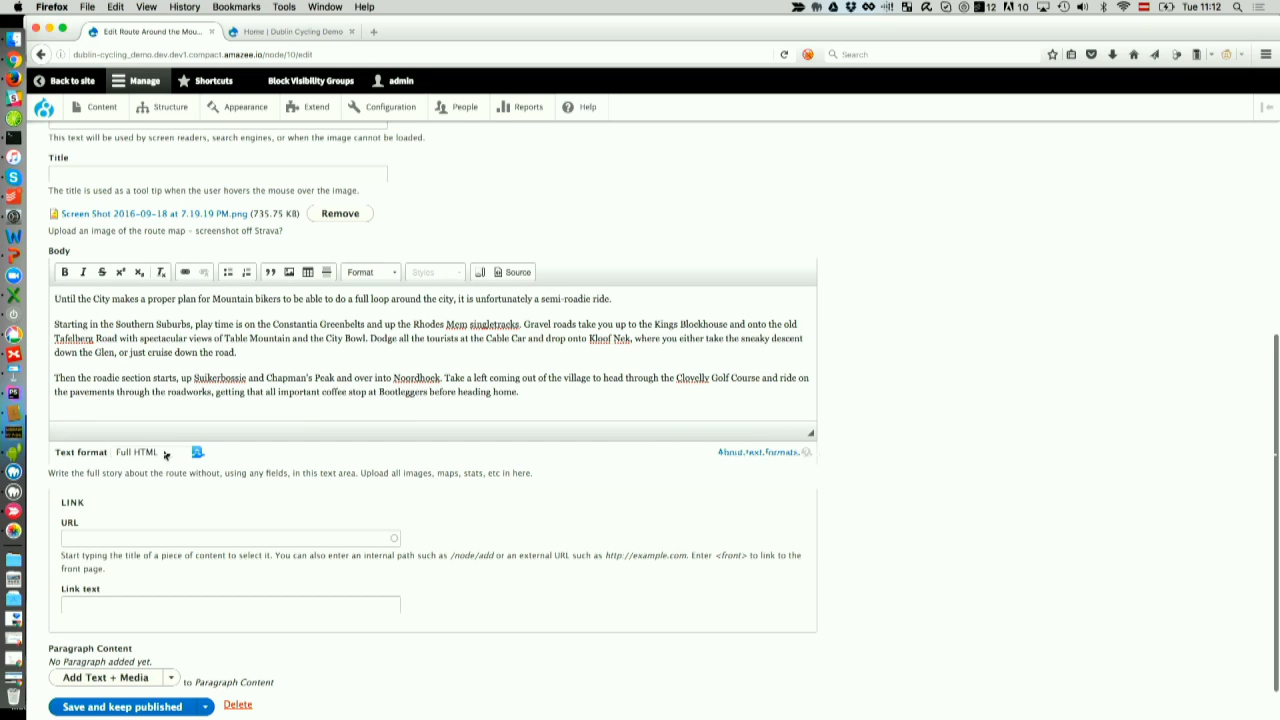 Firefox File Edit View History Bookmarks Tools Window Help 12 10 Tue 11:12
Edit Route Around the Mou... × Home | Dublin Cycling Demo ×
dublin-cycling_demo.dev.dev1.compact.amazee.io/node/10/edit Search
Back to site Manage Shortcuts Block Visibility Groups admin
Content Structure Appearance Extend Configuration People Reports Help
This text will be used by screen readers, search engines, or when the image cannot be loaded.
Title
The title is used as a tool tip when the user hovers the mouse over the image.
Screen Shot 2016-09-18 at 7.19.19 PM.png (735.75 KB) Remove
Upload an image of the route map - screenshot off Strava?
Body
B I S x² x₂ Tx Format Styles Source
Until the City makes a proper plan for Mountain bikers to be able to do a full loop around the city, it is unfortunately a semi-roadie ride.
Starting in the Southern Suburbs, play time is on the Constantia Greenbelts and up the Rhodes Mem singletracks. Gravel roads take you up to the Kings Blockhouse and onto the old
Tafelberg Road with spectacular views of Table Mountain and the City Bowl. Dodge all the tourists at the Cable Car and drop onto Kloof Nek, where you either take the sneaky descent
down the Glen, or just cruise down the road.
Then the roadie section starts, up Suikerbossie and Chapman's Peak and over into Noordhoek. Take a left coming out of the village to head through the Clovelly Golf Course and ride on
the pavements through the roadworks, getting that all important coffee stop at Bootleggers before heading home.
Text format Full HTML About text formats
Write the full story about the route without, using any fields, in this text area. Upload all images, maps, stats, etc in here.
LINK
URL
Start typing the title of a piece of content to select it. You can also enter an internal path such as /node/add or an external URL such as http://example.com. Enter <front> to link to the
front page.
Link text
Paragraph Content
No Paragraph added yet.
Add Text + Media to Paragraph Content
Save and keep published Delete